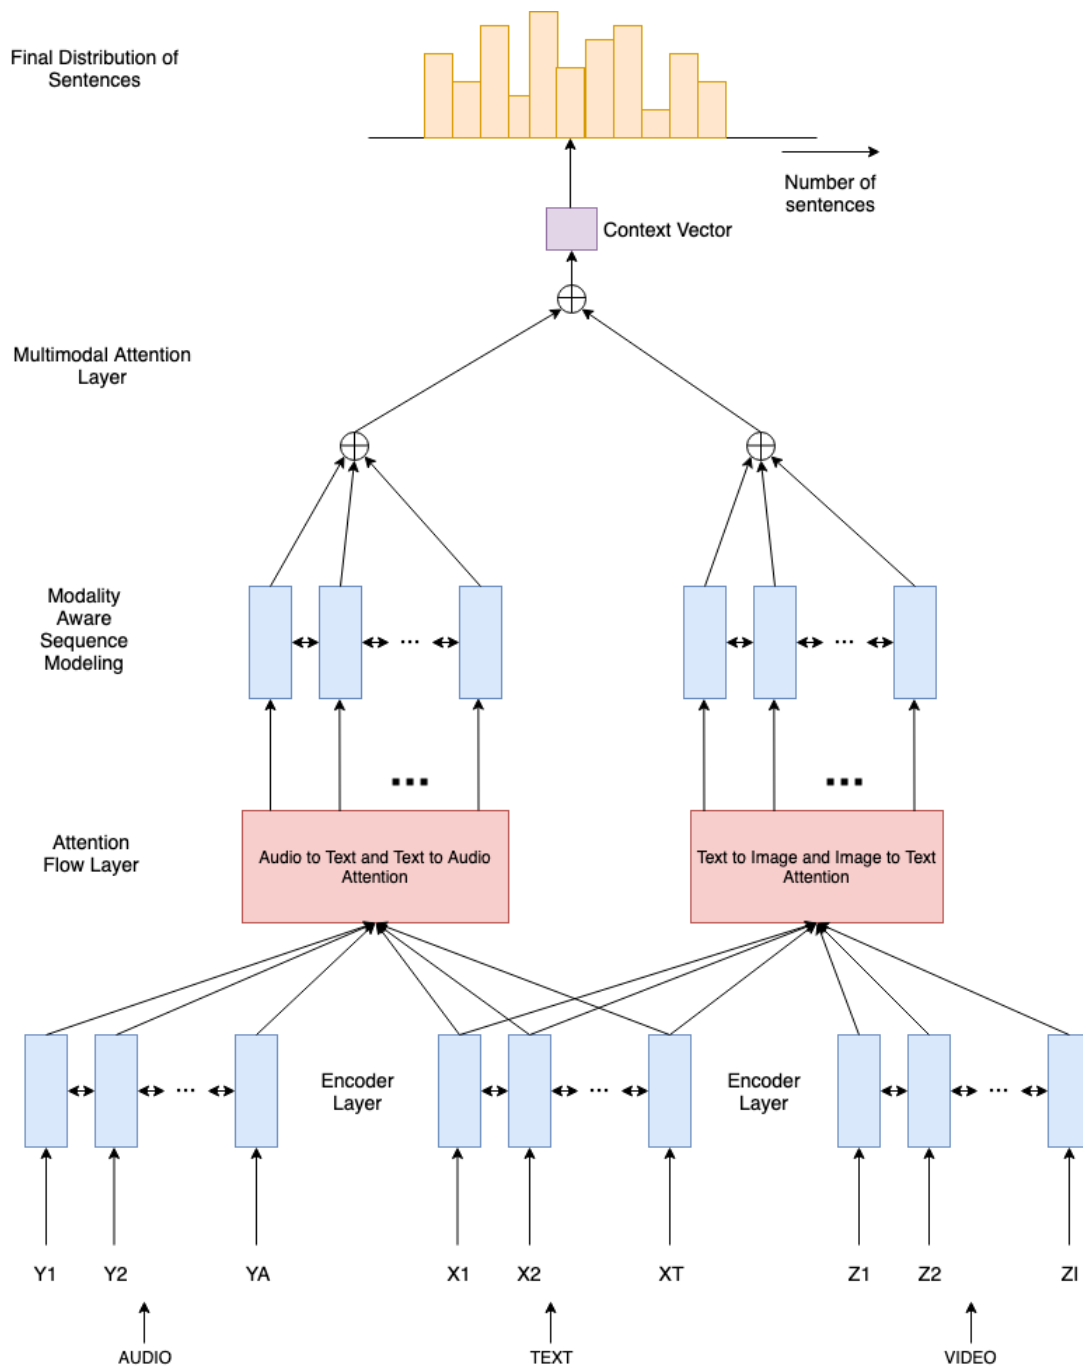 Final Distribution of
Sentences
Number of
sentences
Context Vector
Multimodal Attention
Layer
Modality
Aware
Sequence
Modeling
...
...
...
...
Attention
Flow Layer
Audio to Text and Text to Audio
Attention
Text to Image and Image to Text
Attention
...
Encoder
Layer
...
Encoder
Layer
...
Y1
Y2
YA
X1
X2
XT
Z1
Z2
ZI
AUDIO
TEXT
VIDEO